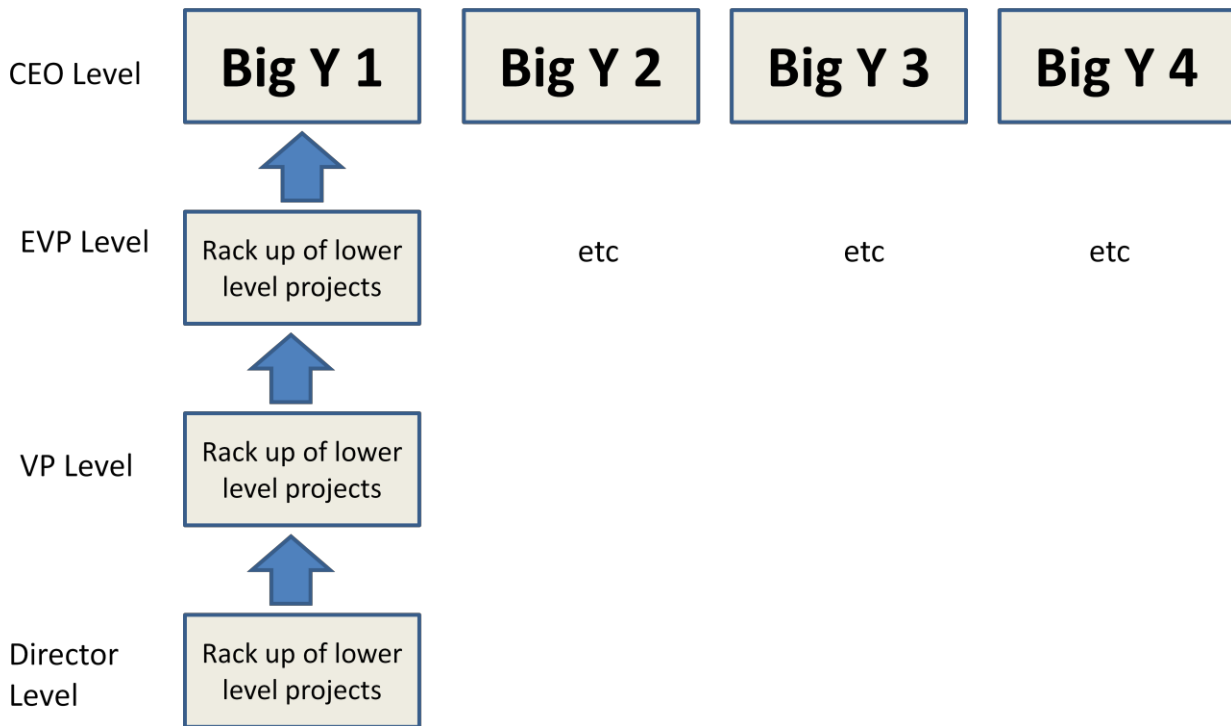 CEO Level
Big Y 1
Big Y 2
Big Y 3
Big Y 4
EVP Level
Rack up of lower
level projects
etc
etc
etc
VP Level
Rack up of lower
level projects
Director
Level
Rack up of lower
level projects